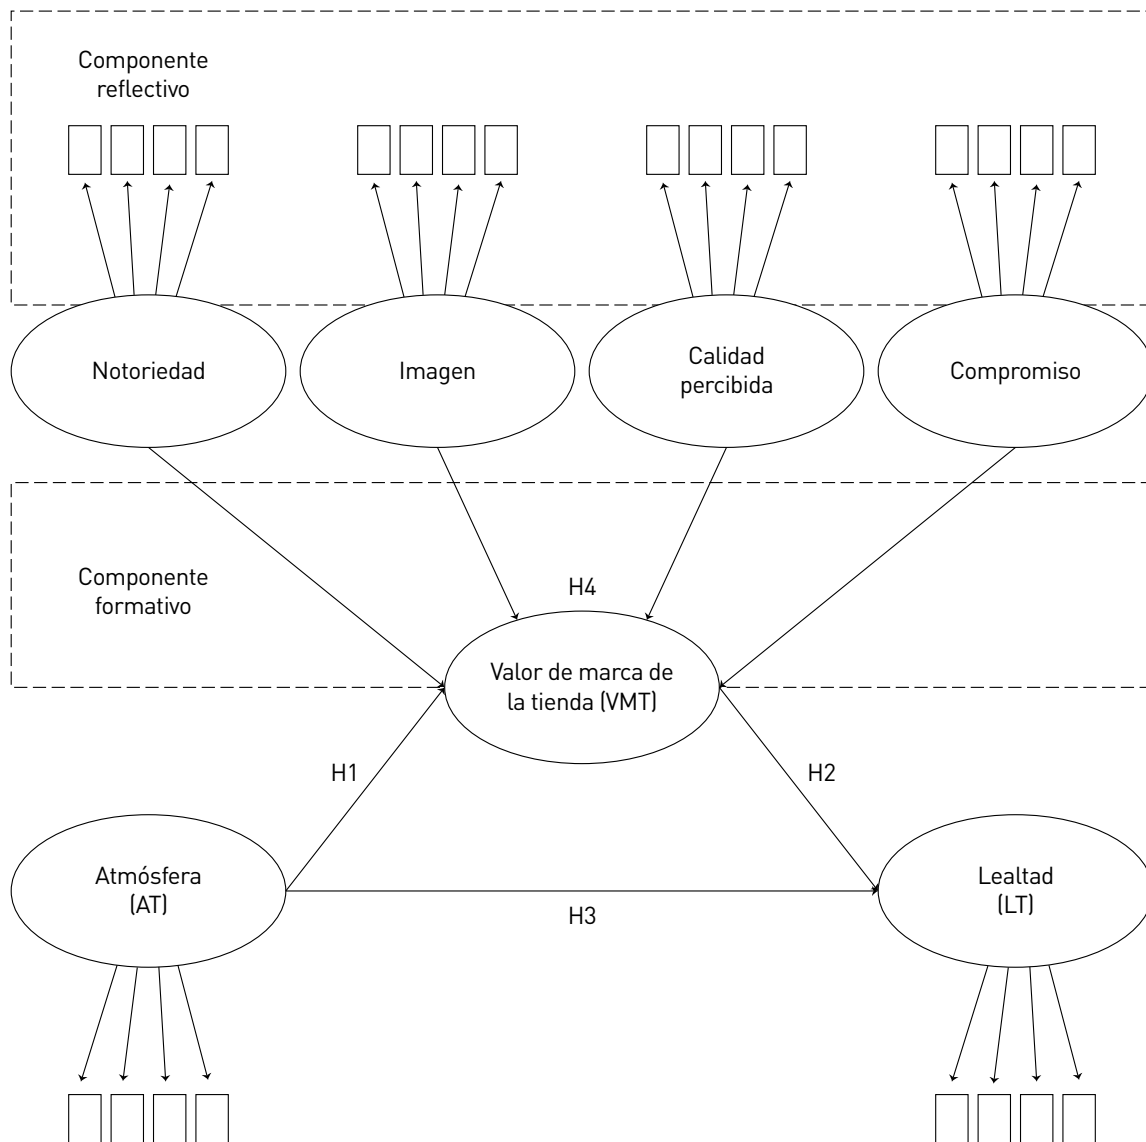 Componente
reflectivo
Notoriedad
Imagen
Calidad
percibida
Compromiso
Componente
formativo
H4
Valor de marca de
la tienda (VMT)
H1
H2
Atmósfera
(AT)
Lealtad
(LT)
H3